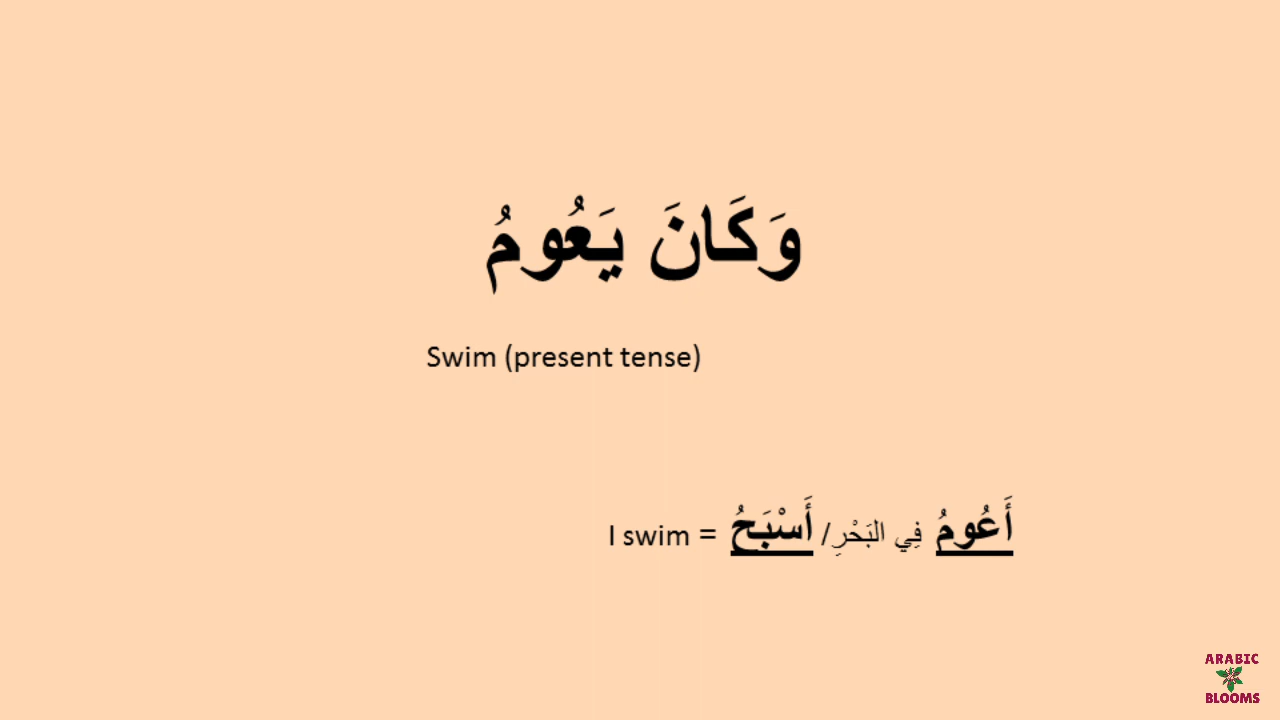 وَكَانَ يَعُومُ
Swim (present tense)
أَعُومُ فِي البَحْرِ/ أَسْبَحُ = I swim
ARABIC
BLOOMS